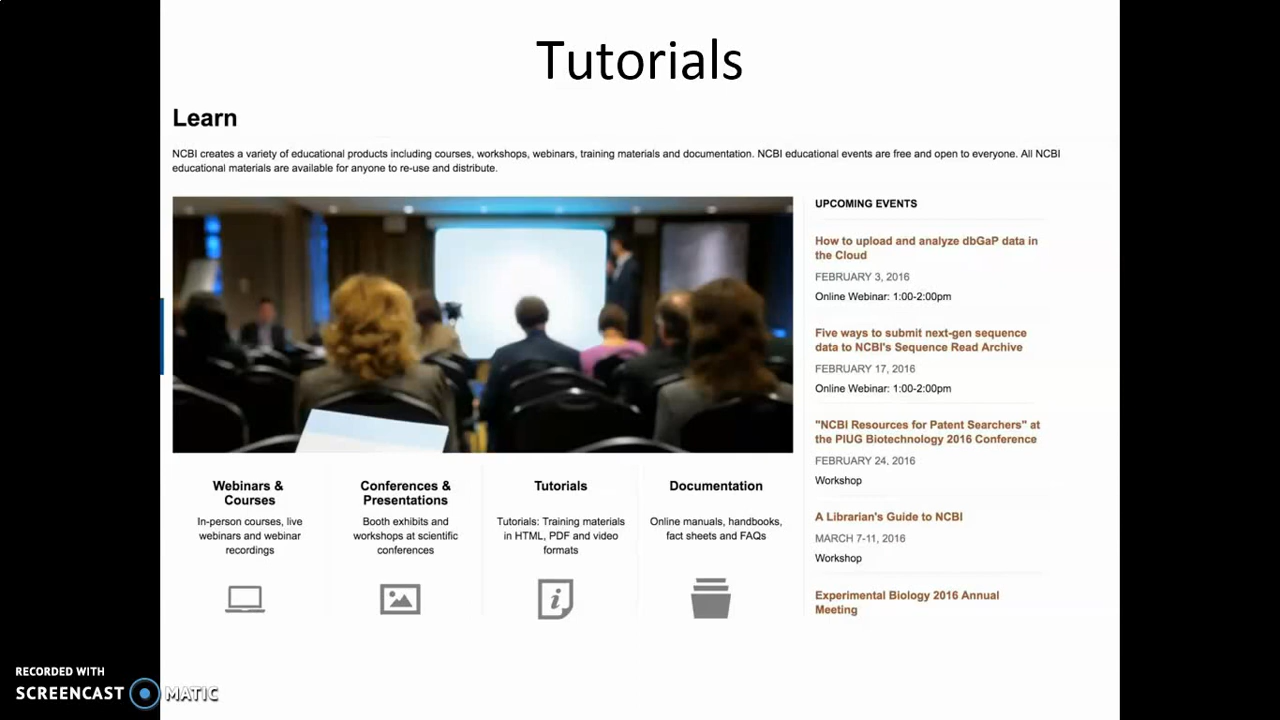 Tutorials
Learn
NCBI creates a variety of educational products including courses, workshops, webinars, training materials and documentation. NCBI educational events are free and open to everyone. All NCBI
educational materials are available for anyone to re-use and distribute.
UPCOMING EVENTS
How to upload and analyze dbGaP data in
the Cloud
FEBRUARY 3, 2016
Online Webinar: 1:00-2:00pm
Five ways to submit next-gen sequence
data to NCBI's Sequence Read Archive
FEBRUARY 17, 2016
Online Webinar: 1:00-2:00pm
"NCBI Resources for Patent Searchers" at
the PIUG Biotechnology 2016 Conference
FEBRUARY 24, 2016
Workshop
A Librarian's Guide to NCBI
MARCH 7-11, 2016
Workshop
Experimental Biology 2016 Annual
Meeting
Webinars &
Courses
In-person courses, live
webinars and webinar
recordings
Conferences &
Presentations
Booth exhibits and
workshops at scientific
conferences
Tutorials
Tutorials: Training materials
in HTML, PDF and video
formats
Documentation
Online manuals, handbooks,
fact sheets and FAQs
RECORDED WITH
SCREENCAST MATIC